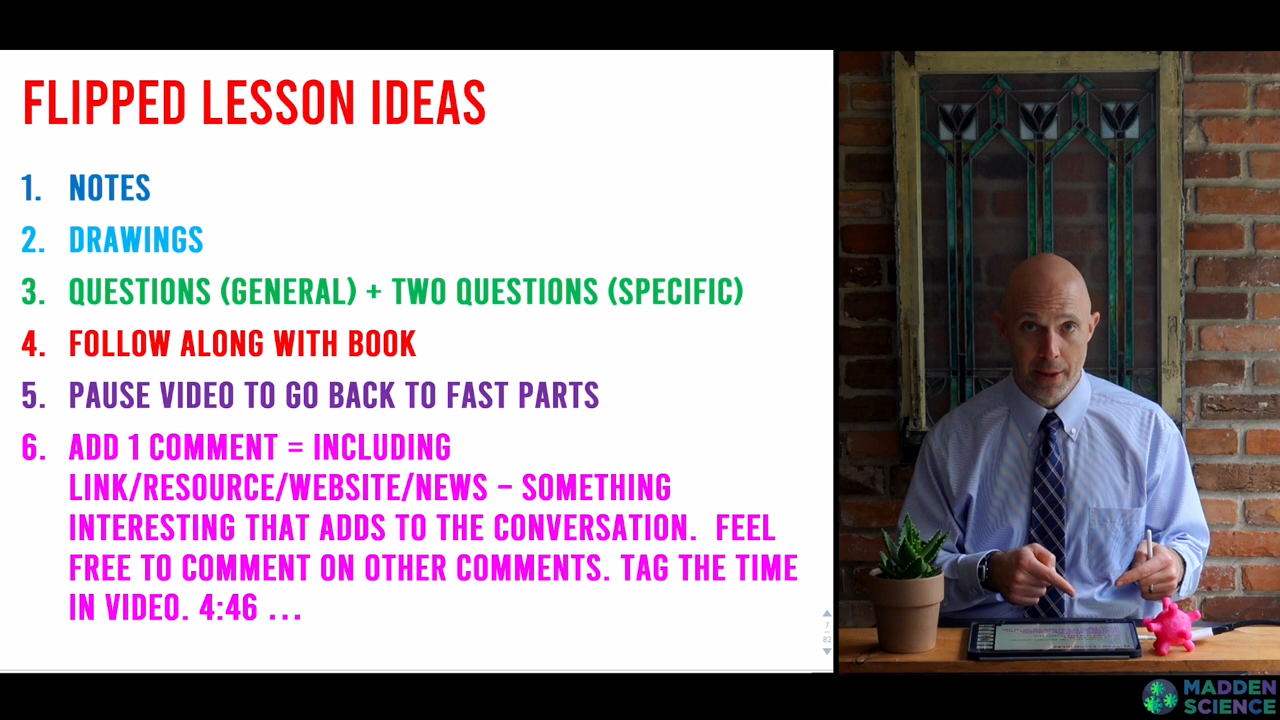 FLIPPED LESSON IDEAS
1. NOTES
2. DRAWINGS
3. QUESTIONS (GENERAL) + TWO QUESTIONS (SPECIFIC)
4. FOLLOW ALONG WITH BOOK
5. PAUSE VIDEO TO GO BACK TO FAST PARTS
6. ADD 1 COMMENT = INCLUDING
LINK/RESOURCE/WEBSITE/NEWS – SOMETHING
INTERESTING THAT ADDS TO THE CONVERSATION. FEEL
FREE TO COMMENT ON OTHER COMMENTS. TAG THE TIME
IN VIDEO. 4:46 ...
7
82
MADDEN
SCIENCE